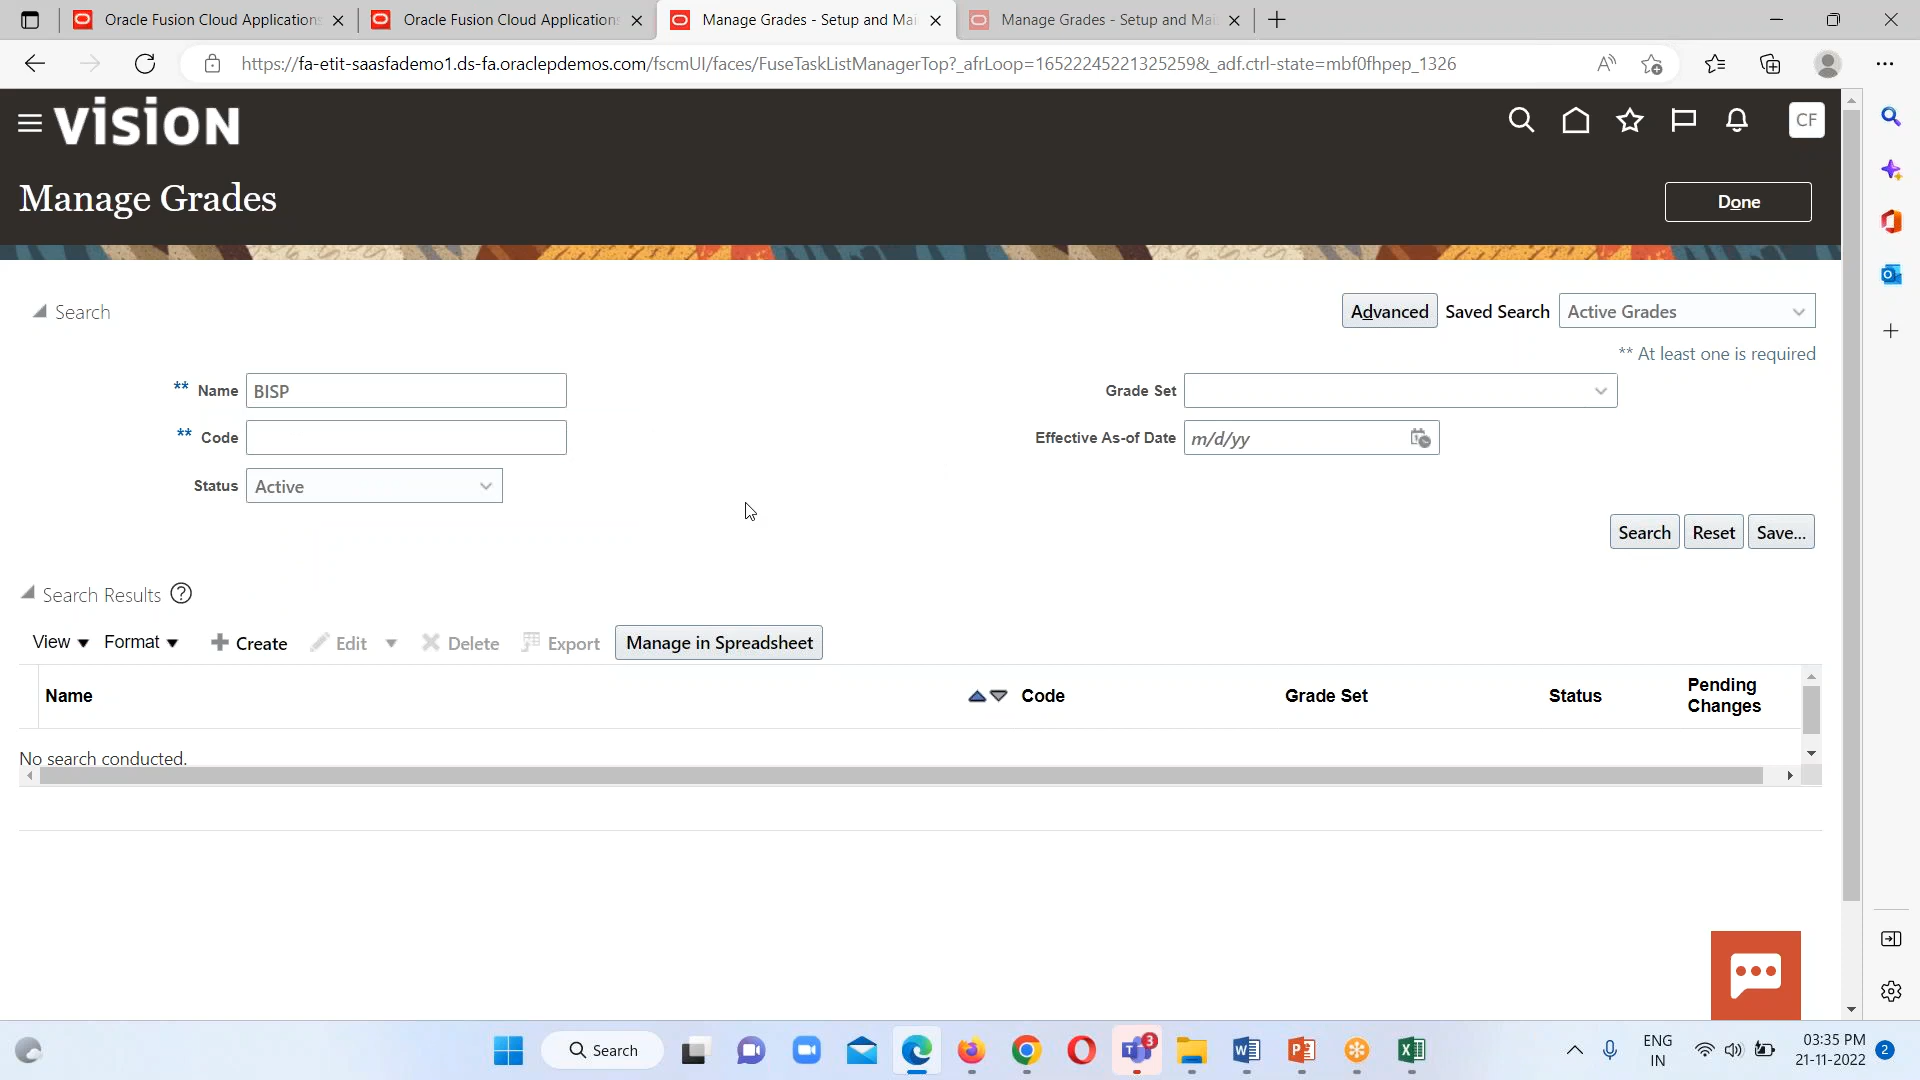 Oracle Fusion Cloud Applications
Oracle Fusion Cloud Applications
Manage Grades - Setup and Mai
Manage Grades - Setup and Mai
https://fa-etit-saasfademo1.ds-fa.oraclepdemos.com/fscmUI/faces/FuseTaskListManagerTop?_afrLoop=16522245221325259&_adf.ctrl-state=mbf0fhpep_1326
VISION
CF
Manage Grades
Done
Search
Advanced Saved Search Active Grades
** At least one is required
** Name BISP
Grade Set
** Code
Effective As-of Date m/d/yy
Status Active
Search Reset Save...
Search Results
View Format Create Edit Delete Export Manage in Spreadsheet
Name Code Grade Set Status Pending Changes
No search conducted.
Search
3
ENG
IN
03:35 PM
21-11-2022
2